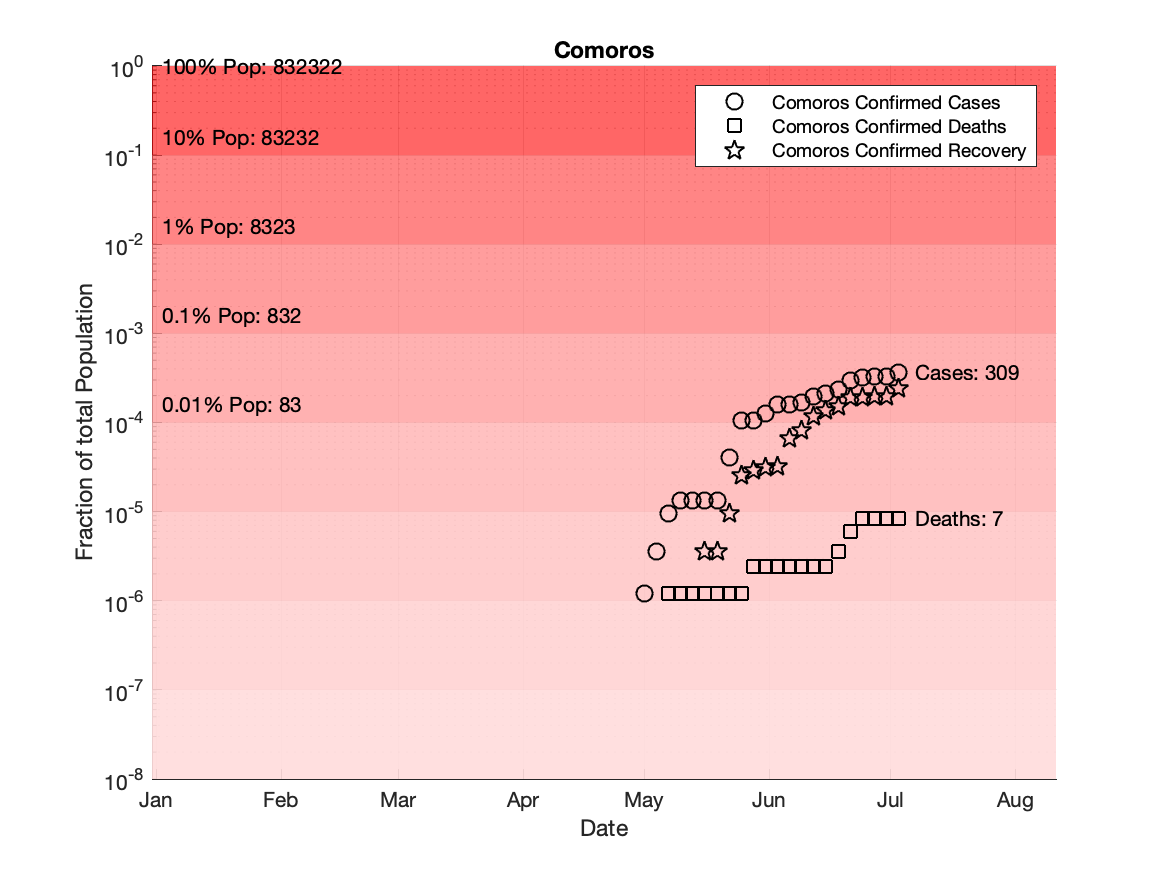 Comoros
10^0
100% Pop: 832322
Comoros Confirmed Cases
Comoros Confirmed Deaths
Comoros Confirmed Recovery
10% Pop: 83232
10^-1
1% Pop: 8323
10^-2
0.1% Pop: 832
10^-3
Cases: 309
0.01% Pop: 83
10^-4
10^-5
Deaths: 7
10^-6
10^-7
10^-8
Fraction of total Population
Jan Feb Mar Apr May Jun Jul Aug
Date